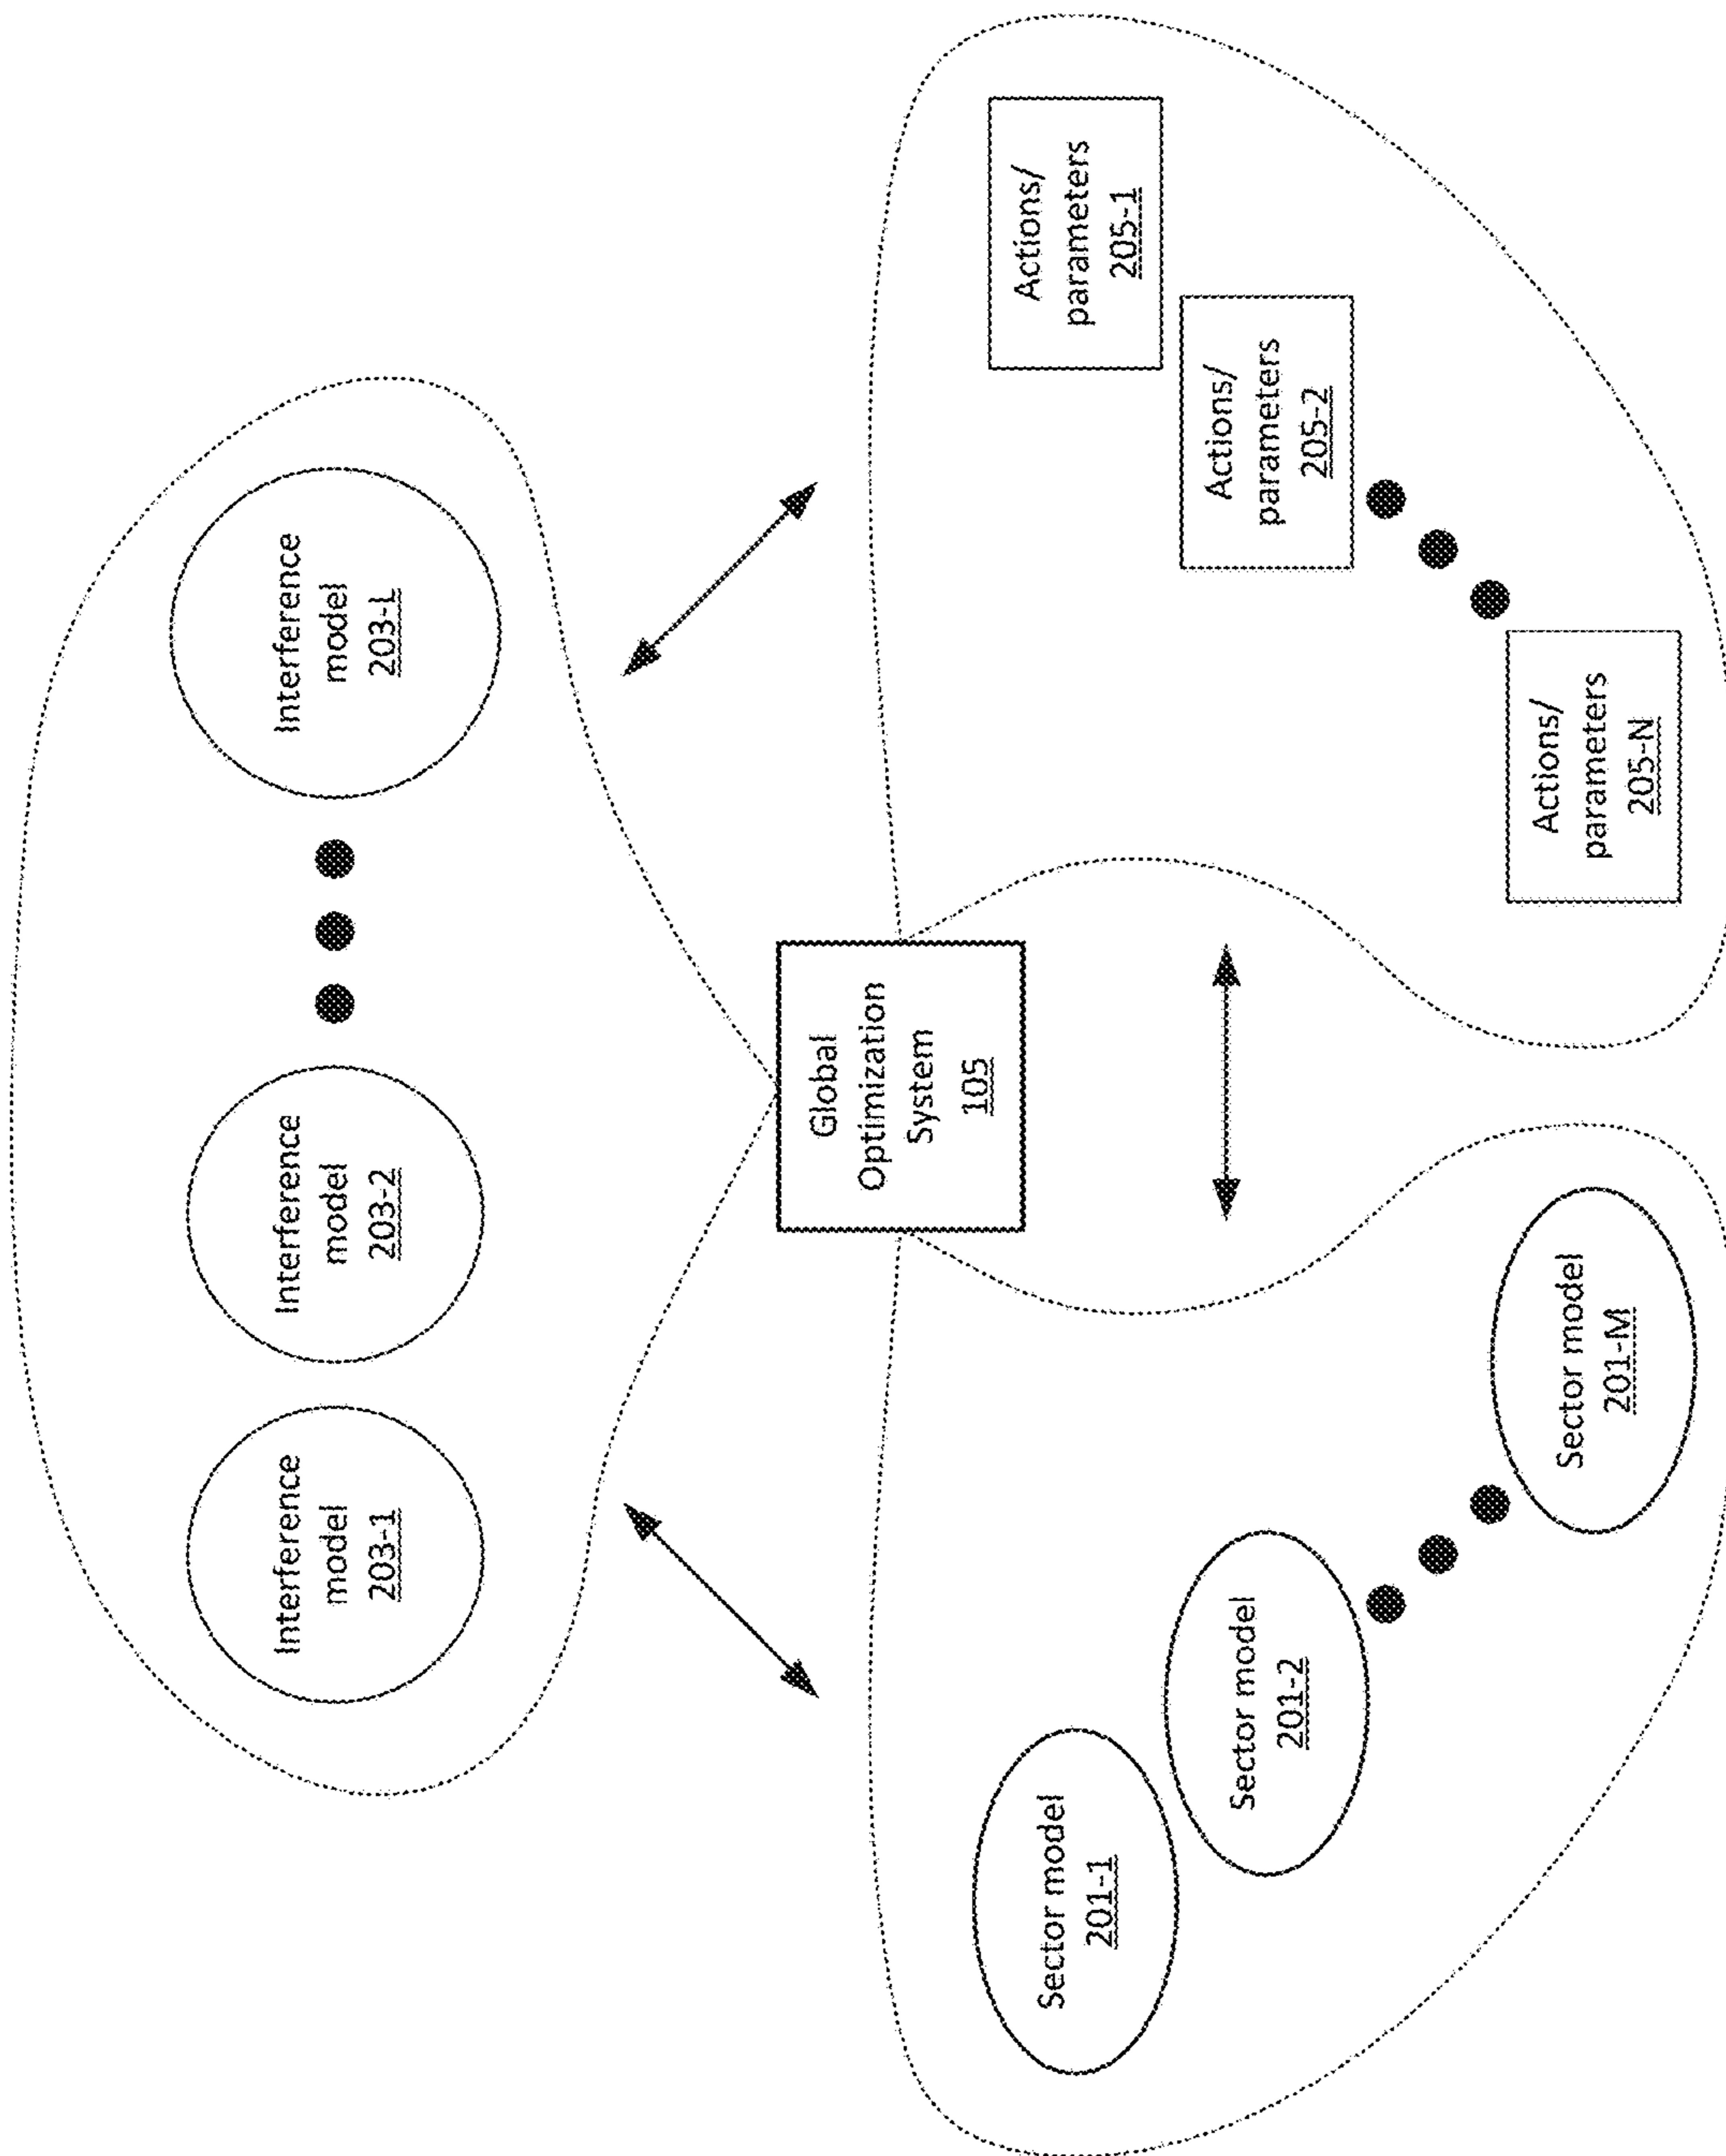 Interference
model
203-1
Interference
model
203-2
Interference
model
203-L
Global
Optimization
System
105
Sector model
201-1
Sector model
201-2
Sector model
201-M
Actions/
parameters
205-1
Actions/
parameters
205-2
Actions/
parameters
205-N